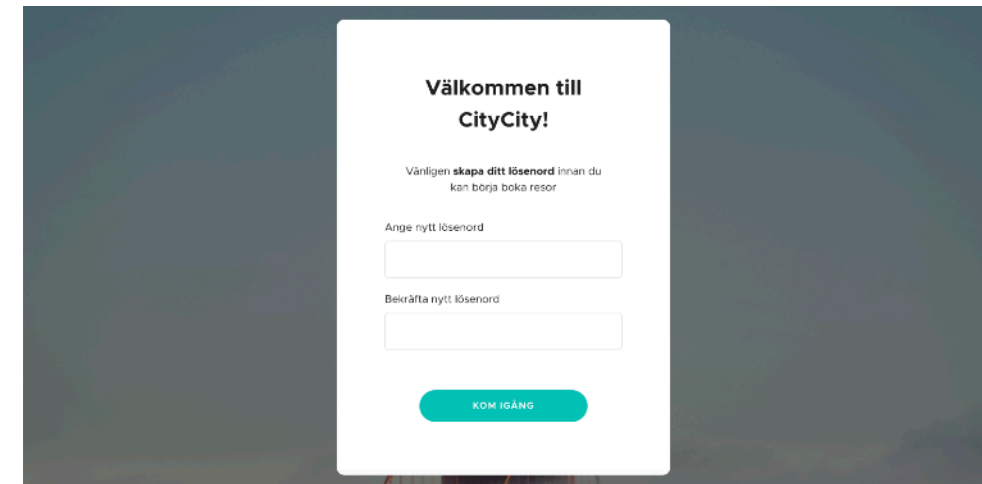 Välkommen till
CityCity!
Vänligen skapa ditt lösenord innan du
kan börja boka resor
Ange nytt lösenord
Bekräfta nytt lösenord
KOM IGÅNG